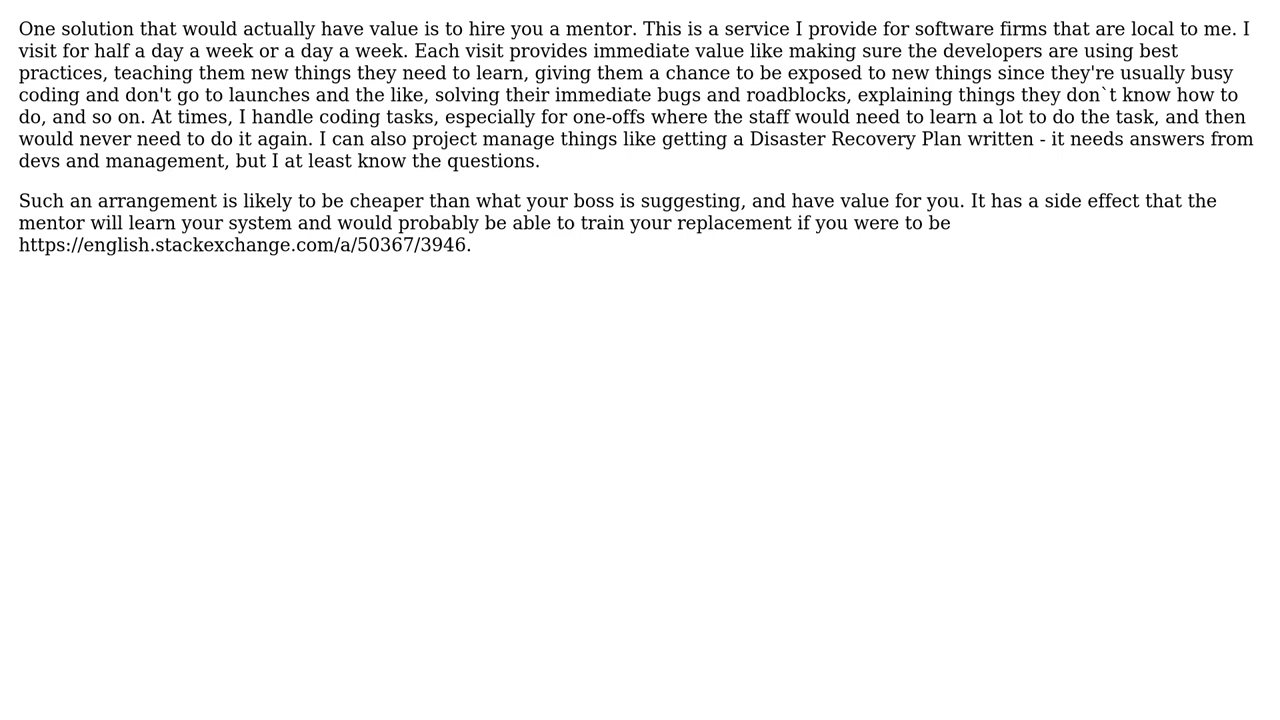 One solution that would actually have value is to hire you a mentor. This is a service I provide for software firms that are local to me. I
visit for half a day a week or a day a week. Each visit provides immediate value like making sure the developers are using best
practices, teaching them new things they need to learn, giving them a chance to be exposed to new things since they're usually busy
coding and don't go to launches and the like, solving their immediate bugs and roadblocks, explaining things they don`t know how to
do, and so on. At times, I handle coding tasks, especially for one-offs where the staff would need to learn a lot to do the task, and then
would never need to do it again. I can also project manage things like getting a Disaster Recovery Plan written - it needs answers from
devs and management, but I at least know the questions.
Such an arrangement is likely to be cheaper than what your boss is suggesting, and have value for you. It has a side effect that the
mentor will learn your system and would probably be able to train your replacement if you were to be
https://english.stackexchange.com/a/50367/3946.